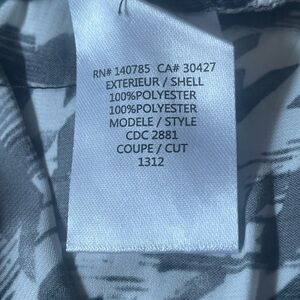 RN# 140785 CA# 30427
EXTERIEUR / SHELL
100%POLYESTER
100%POLYESTER
MODELE / STYLE
CDC 2881
COUPE / CUT
1312